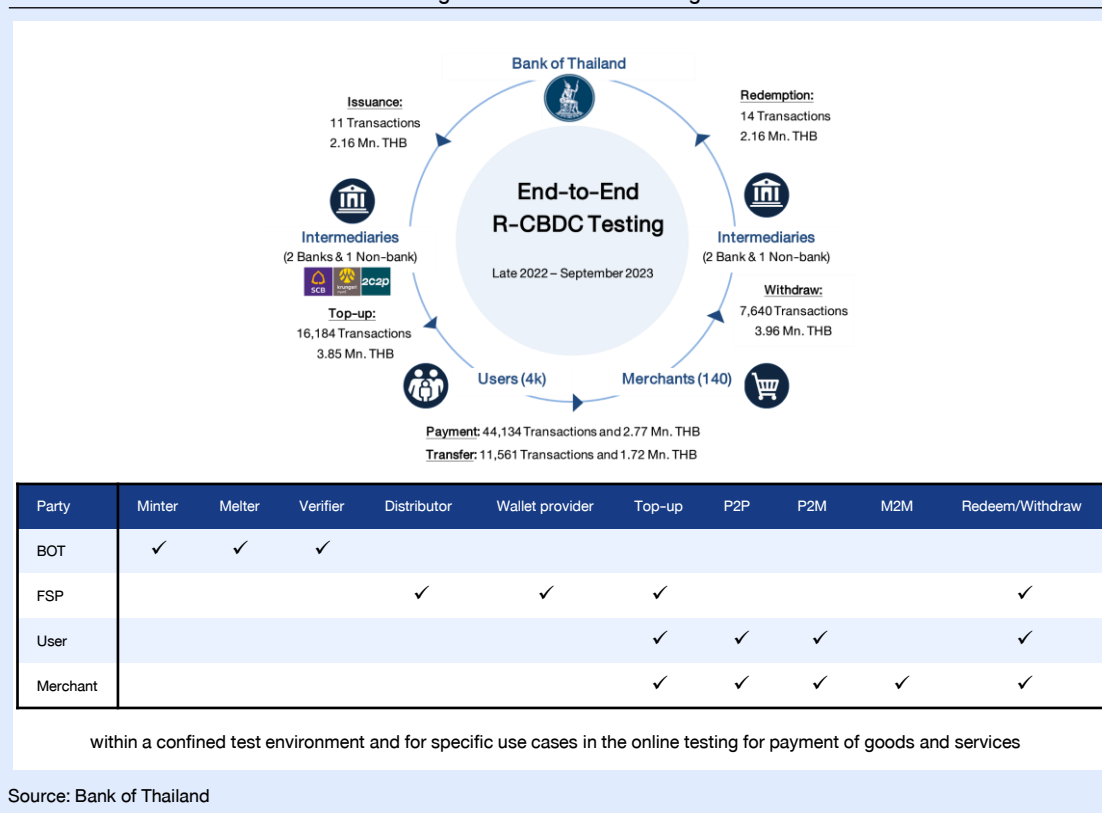 Bank of Thailand
Issuance:
11 Transactions
2.16 Mn. THB
Redemption:
14 Transactions
2.16 Mn. THB
End-to-End
R-CBDC Testing
Late 2022 – September 2023
Intermediaries
(2 Banks & 1 Non-bank)
SCB krungsri 2c2p
Intermediaries
(2 Bank & 1 Non-bank)
Top-up:
16,184 Transactions
3.85 Mn. THB
Withdraw:
7,640 Transactions
3.96 Mn. THB
Users (4k)
Merchants (140)
Payment: 44,134 Transactions and 2.77 Mn. THB
Transfer: 11,561 Transactions and 1.72 Mn. THB
Party Minter Melter Verifier Distributor Wallet provider Top-up P2P P2M M2M Redeem/Withdraw
BOT ✓ ✓ ✓
FSP ✓ ✓ ✓ ✓
User ✓ ✓ ✓ ✓
Merchant ✓ ✓ ✓ ✓ ✓
within a confined test environment and for specific use cases in the online testing for payment of goods and services
Source: Bank of Thailand